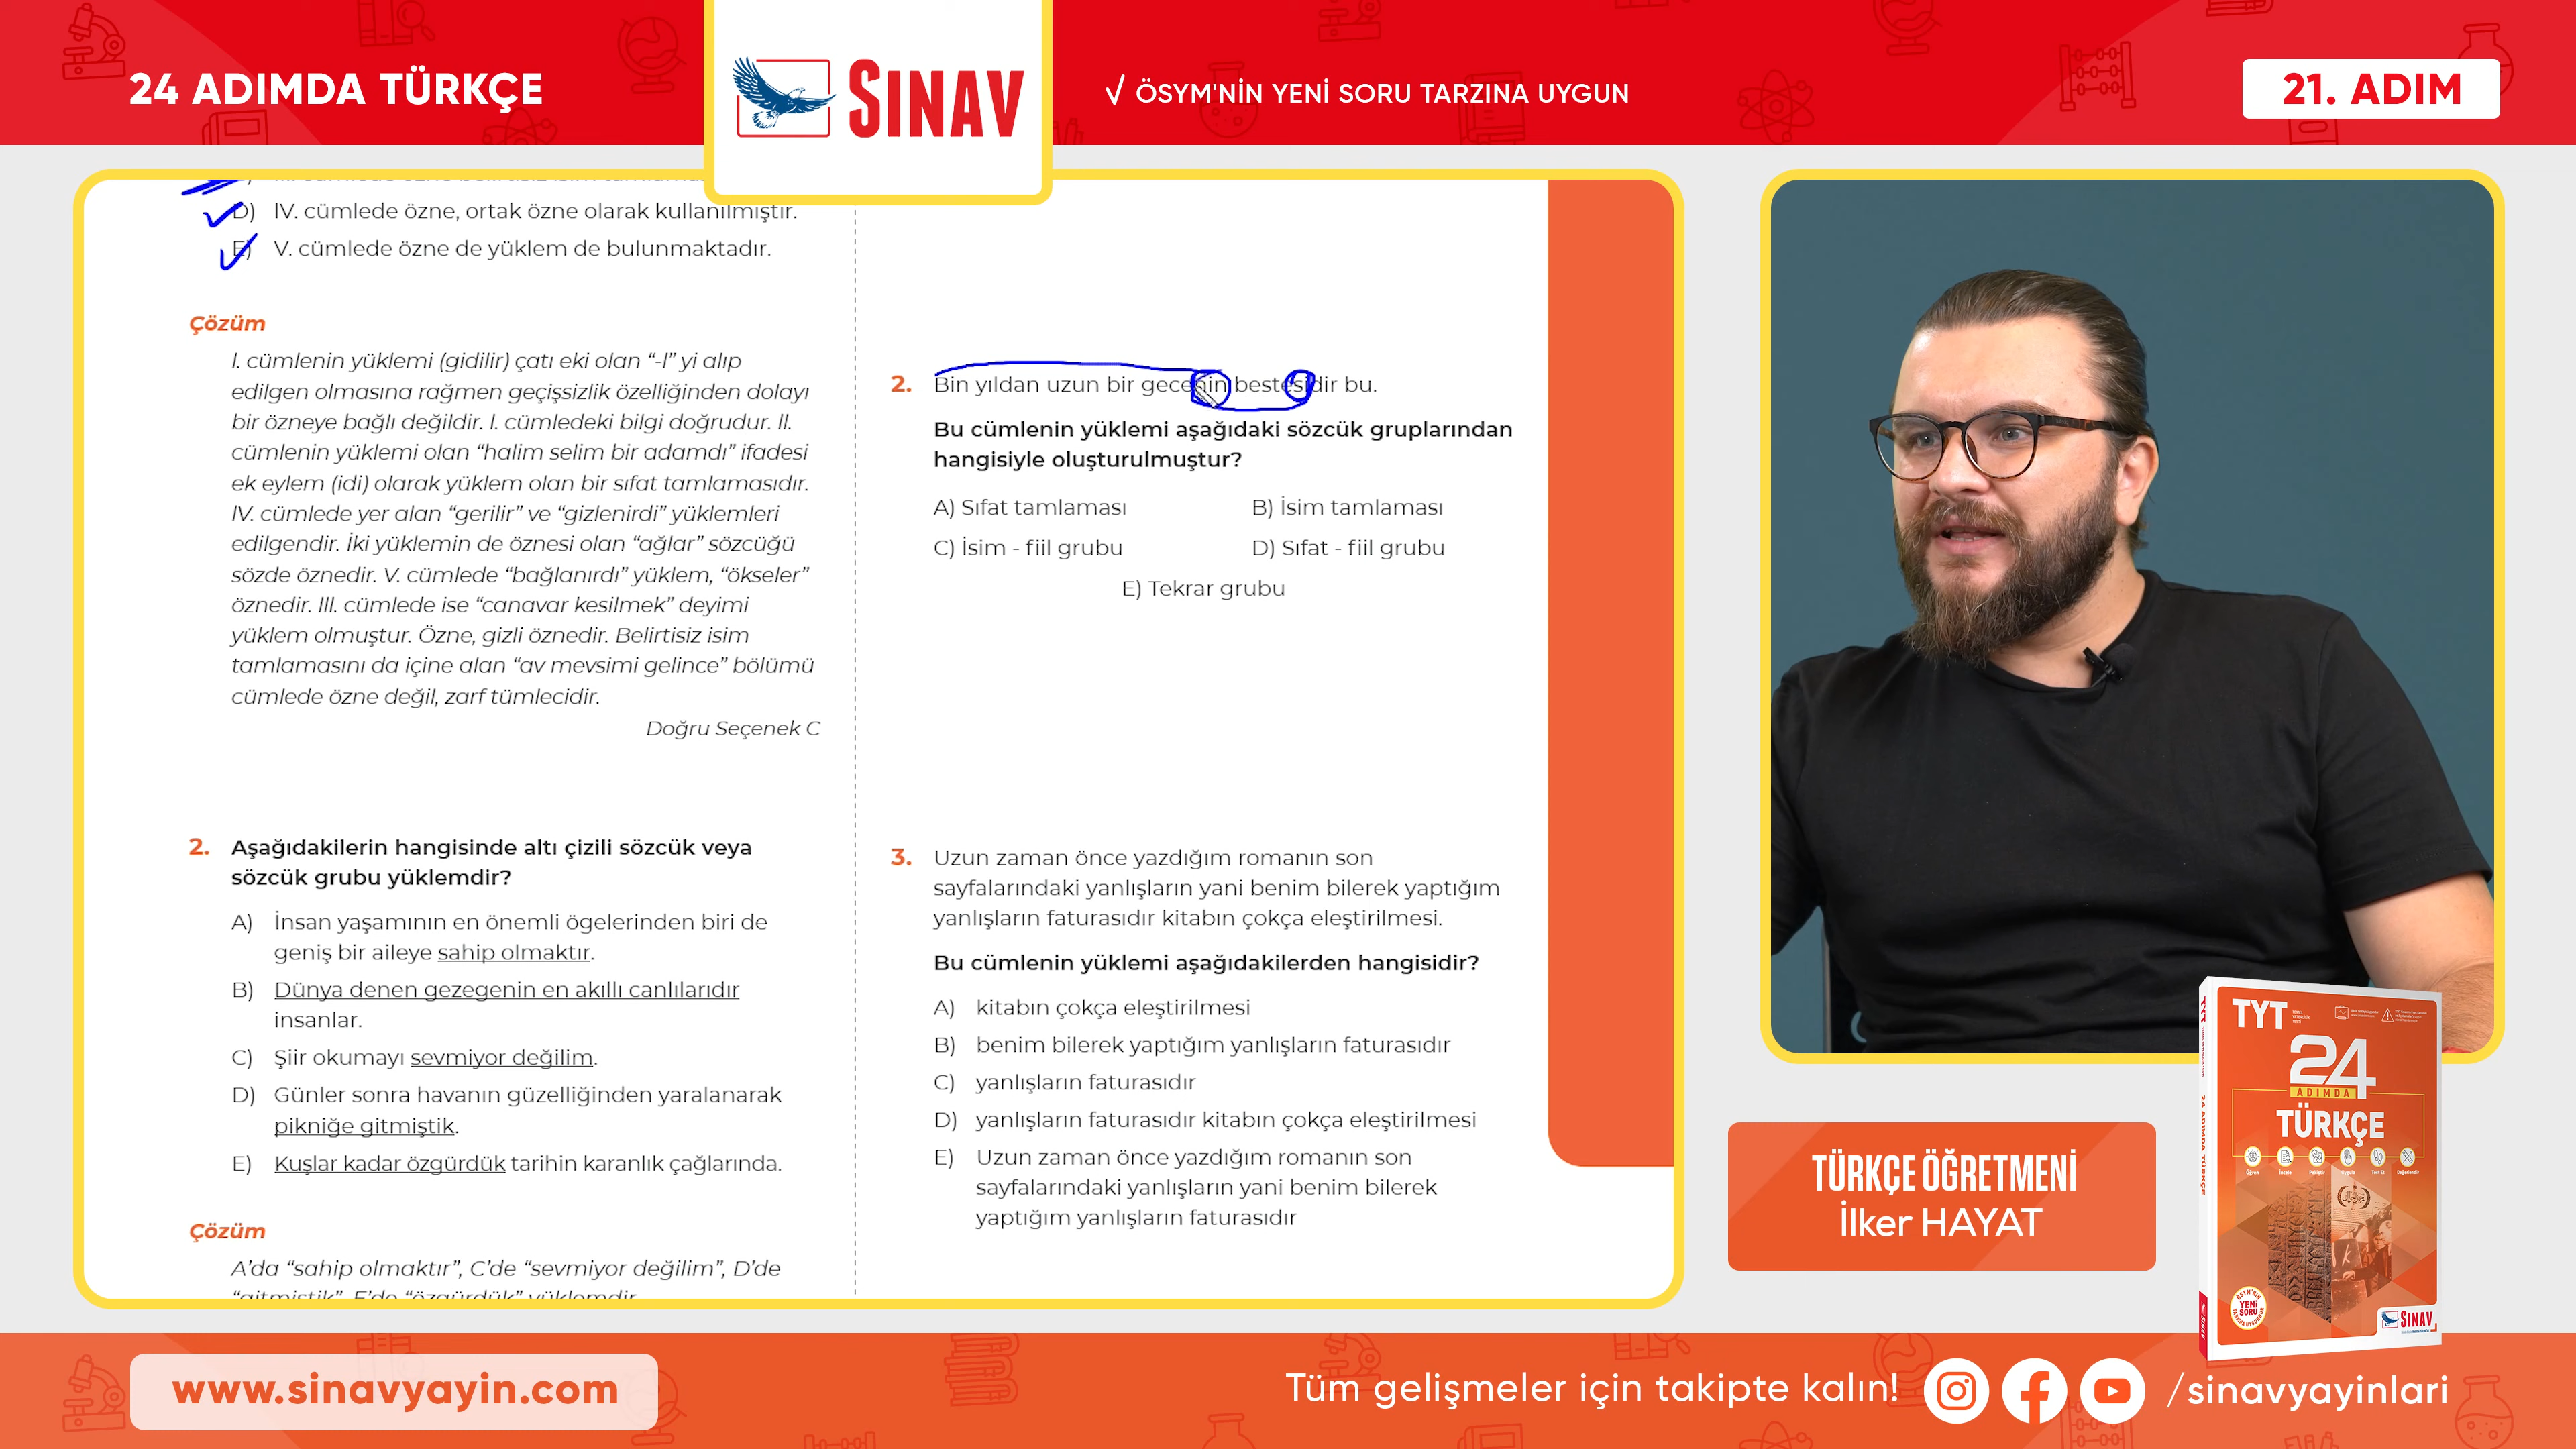 24 ADIMDA TÜRKÇE
SINAV
√ ÖSYM'NİN YENİ SORU TARZINA UYGUN
21. ADIM
D) IV. cümlede özne, ortak özne olarak kullanılmıştır.
E) V. cümlede özne de yüklem de bulunmaktadır.
Çözüm
I. cümlenin yüklemi (gidilir) çatı eki olan “-l” yi alıp
edilgen olmasına rağmen geçişsizlik özelliğinden dolayı
bir özneye bağlı değildir. I. cümledeki bilgi doğrudur. II.
cümlenin yüklemi olan “halim selim bir adamdı” ifadesi
ek eylem (idi) olarak yüklem olan bir sıfat tamlamasıdır.
IV. cümlede yer alan “gerilir” ve “gizlenirdi” yüklemleri
edilgendir. İki yüklemin de öznesi olan “ağlar” sözcüğü
sözde öznedir. V. cümlede “bağlanırdı” yüklem, “ökseler”
öznedir. III. cümlede ise “canavar kesilmek” deyimi
yüklem olmuştur. Özne, gizli öznedir. Belirtisiz isim
tamlamasını da içine alan “av mevsimi gelince” bölümü
cümlede özne değil, zarf tümlecidir.
Doğru Seçenek C
2. Aşağıdakilerin hangisinde altı çizili sözcük veya
sözcük grubu yüklemdir?
A) İnsan yaşamının en önemli ögelerinden biri de
geniş bir aileye sahip olmaktır.
B) Dünya denen gezegenin en akıllı canlılarıdır
insanlar.
C) Şiir okumayı sevmiyor değilim.
D) Günler sonra havanın güzelliğinden yaralanarak
pikniğe gitmiştik.
E) Kuşlar kadar özgürdük tarihin karanlık çağlarında.
Çözüm
A’da “sahip olmaktır”, C’de “sevmiyor değilim”, D’de
“gitmiştik”, E’de “özgürdük” yüklemdir.
2. Bin yıldan uzun bir gecenin bestesidir bu.
Bu cümlenin yüklemi aşağıdaki sözcük gruplarından
hangisiyle oluşturulmuştur?
A) Sıfat tamlaması B) İsim tamlaması
C) İsim - fiil grubu D) Sıfat - fiil grubu
E) Tekrar grubu
3. Uzun zaman önce yazdığım romanın son
sayfalarındaki yanlışların yani benim bilerek yaptığım
yanlışların faturasıdır kitabın çokça eleştirilmesi.
Bu cümlenin yüklemi aşağıdakilerden hangisidir?
A) kitabın çokça eleştirilmesi
B) benim bilerek yaptığım yanlışların faturasıdır
C) yanlışların faturasıdır
D) yanlışların faturasıdır kitabın çokça eleştirilmesi
E) Uzun zaman önce yazdığım romanın son
sayfalarındaki yanlışların yani benim bilerek
yaptığım yanlışların faturasıdır
TÜRKÇE ÖĞRETMENİ
İlker HAYAT
TYT
24
ADIMDA
TÜRKÇE
YENİ
SORU
SINAV
www.sinavyayin.com
Tüm gelişmeler için takipte kalın!
/sinavyayinlari